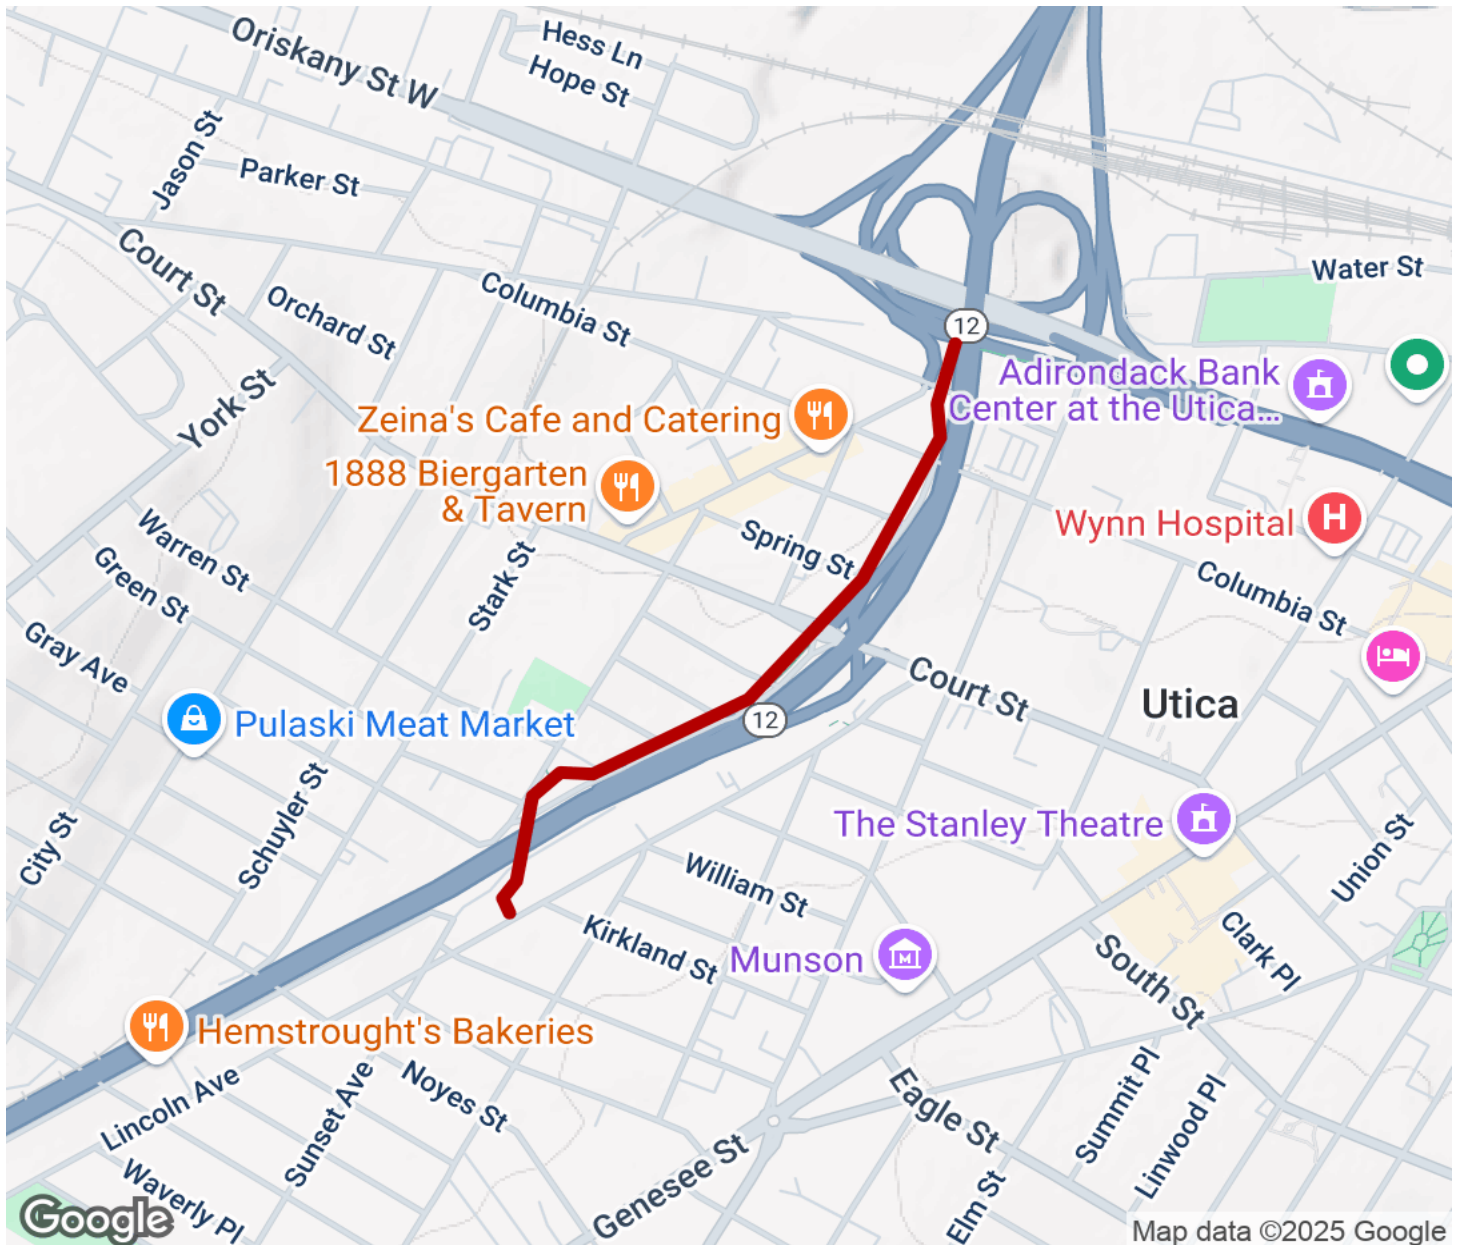 Oriskany St W
Hess Ln
Hope St
Jason St
Parker St
Court St
Water St
Orchard St
Columbia St
12
Adirondack Bank
Center at the Utica...
York St
Zeina's Cafe and Catering
1888 Biergarten
& Tavern
Wynn Hospital
Warren St
Spring St
Green St
Stark St
Columbia St
Gray Ave
Court St
Utica
12
Pulaski Meat Market
Schuyler St
The Stanley Theatre
City St
William St
Union St
Kirkland St
Munson
M
Clark Pl
South St
Hemstrought's Bakeries
H
Noyes St
Lincoln Ave
Sunset Ave
Eagle St
Summit Pl
Linwood Pl
Waverly Pl
Genesee St
Elm St
Google
Map data ©2025 Google